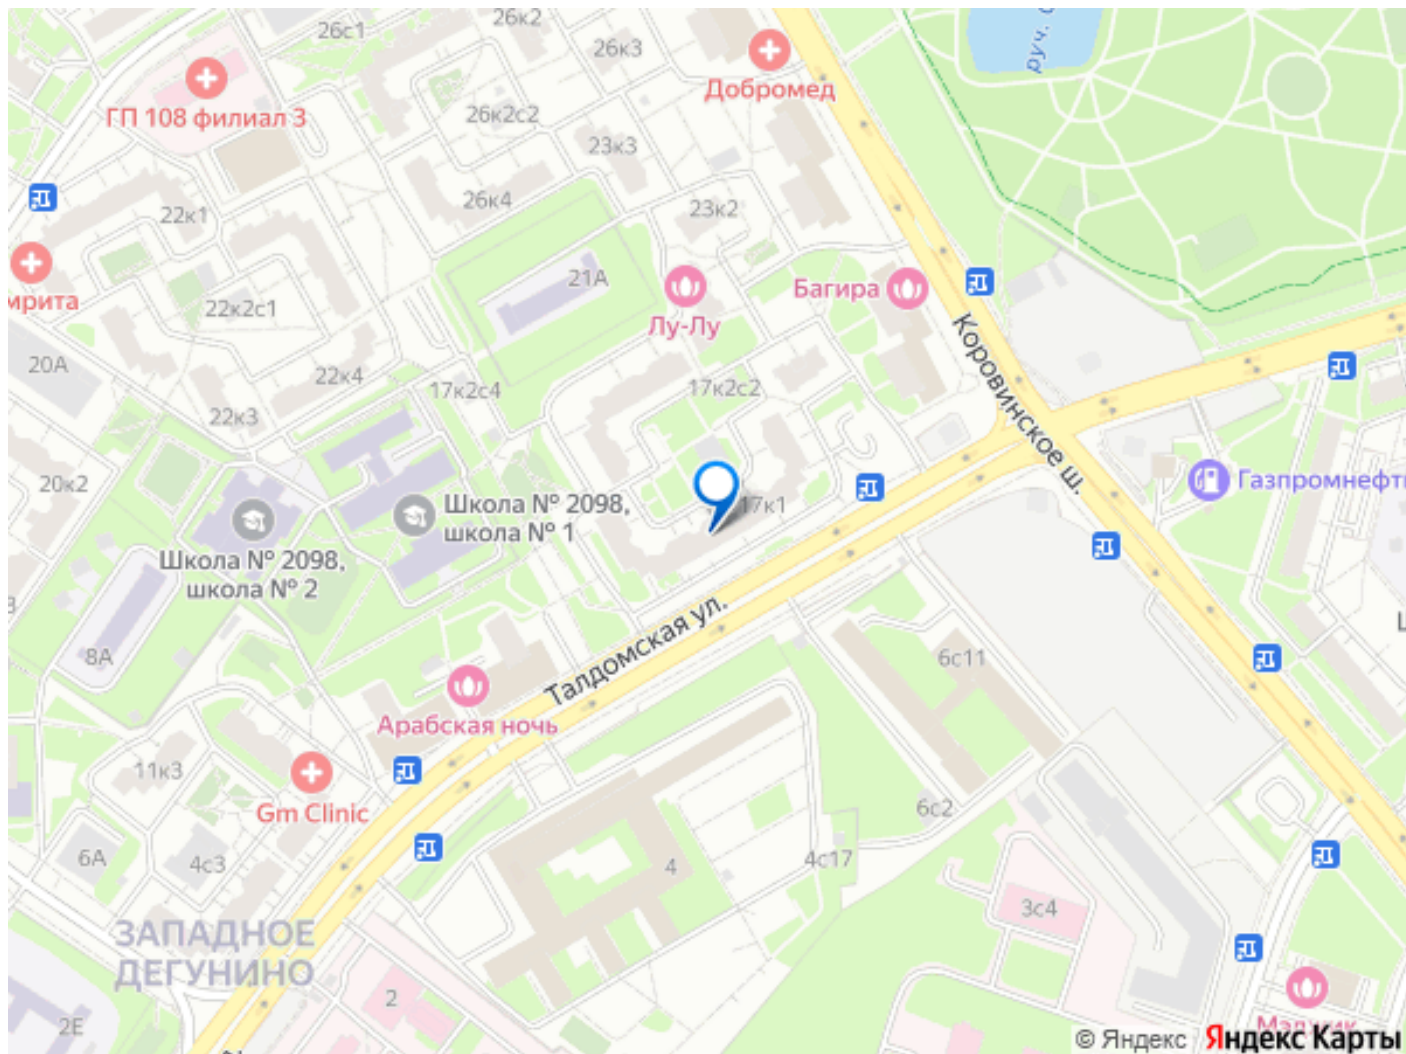 26с1
26к2
26к3
руч.
Добромед
ГП 108 филиал 3
26к2с2
23к3
22к1
26к4
23к2
21А
Багира
мрита
22к2с1
Лу-Лу
Коровинское ш.
20А
22к4
17к2с4
17к2с2
22к3
20к2
Школа № 2098,
школа № 1
17к1
Газпромнефть
Школа № 2098,
школа № 2
8А
Талдомская ул.
6с11
Арабская ночь
11к3
Gm Clinic
6с2
6А
4с3
4
4с17
3с4
ЗАПАДНОЕ
ДЕГУНИНО
2
2Е
Мэджик
© Яндекс Яндекс Карты